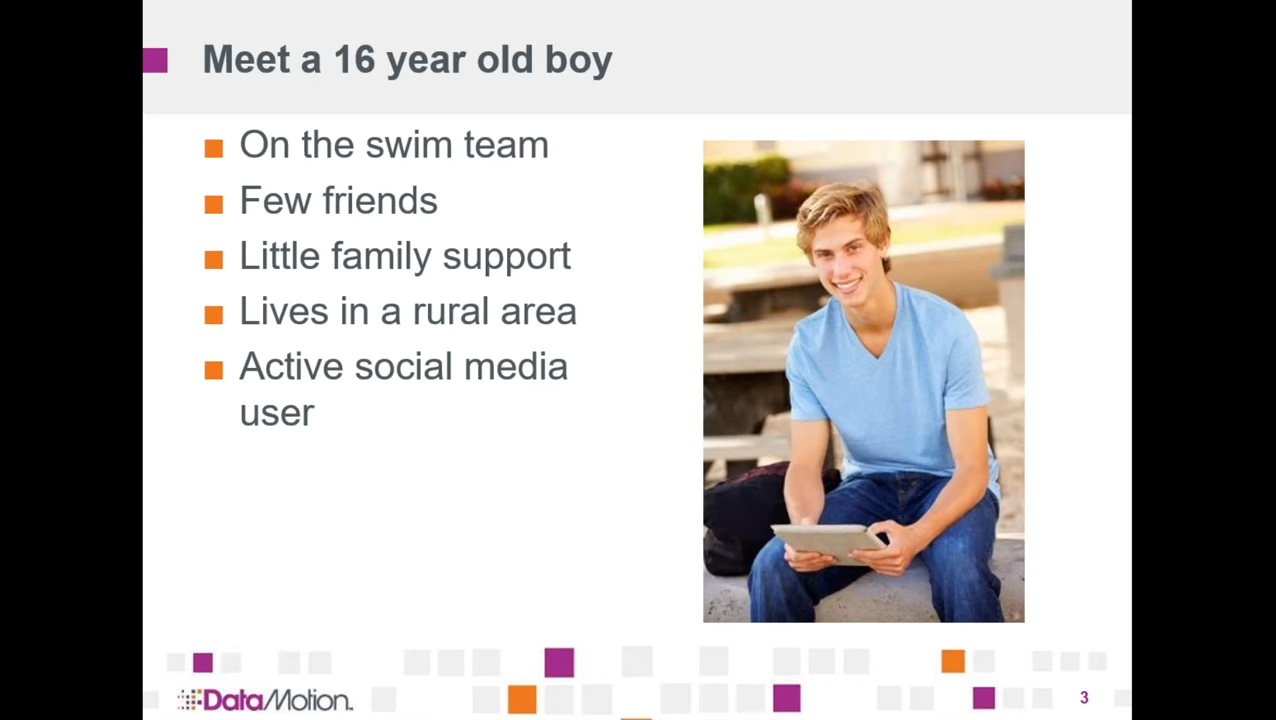 Meet a 16 year old boy
On the swim team
Few friends
Little family support
Lives in a rural area
Active social media
user
DataMotion
3